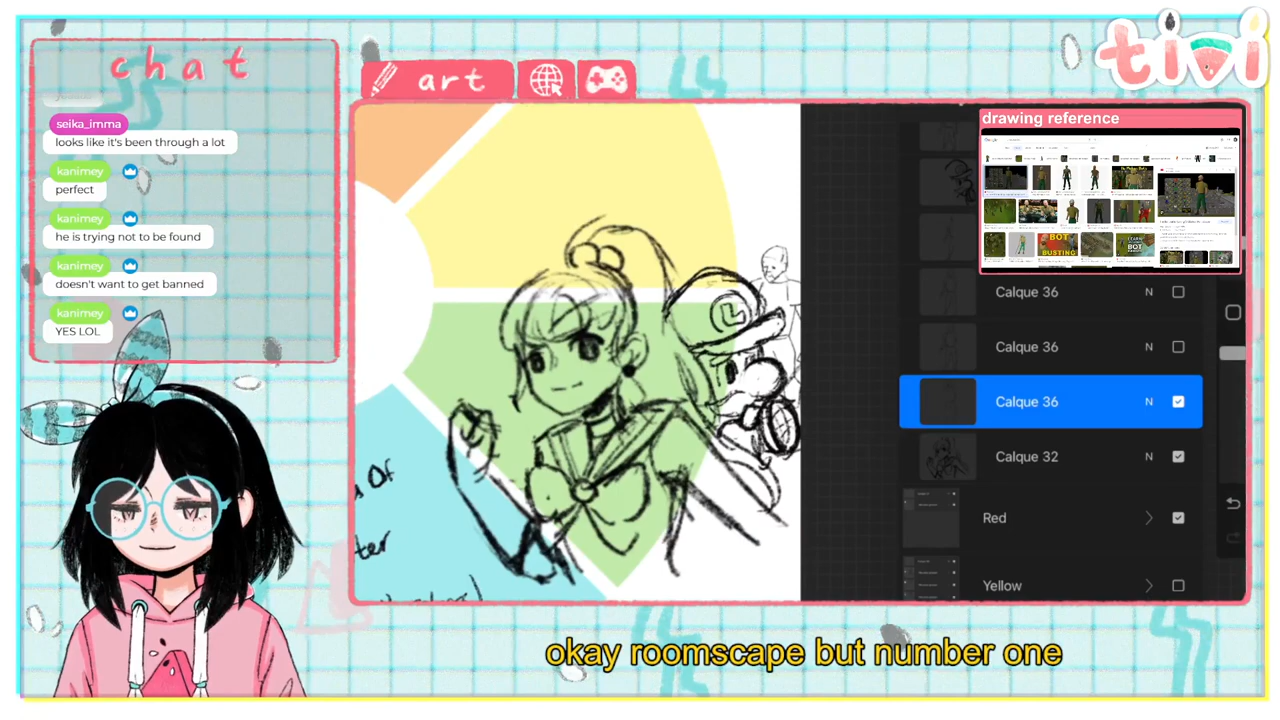 tivi
chat
seika_imma
looks like it's been through a lot
kanimey
perfect
kanimey
he is trying not to be found
kanimey
doesn't want to get banned
kanimey
YES LOL
art
L
Of
drawing reference
BOT
BUSTING
BOT
Calque 36 N
Calque 36 N
Calque 36 N
Calque 32 N
Red
Yellow
okay roomscape but number one